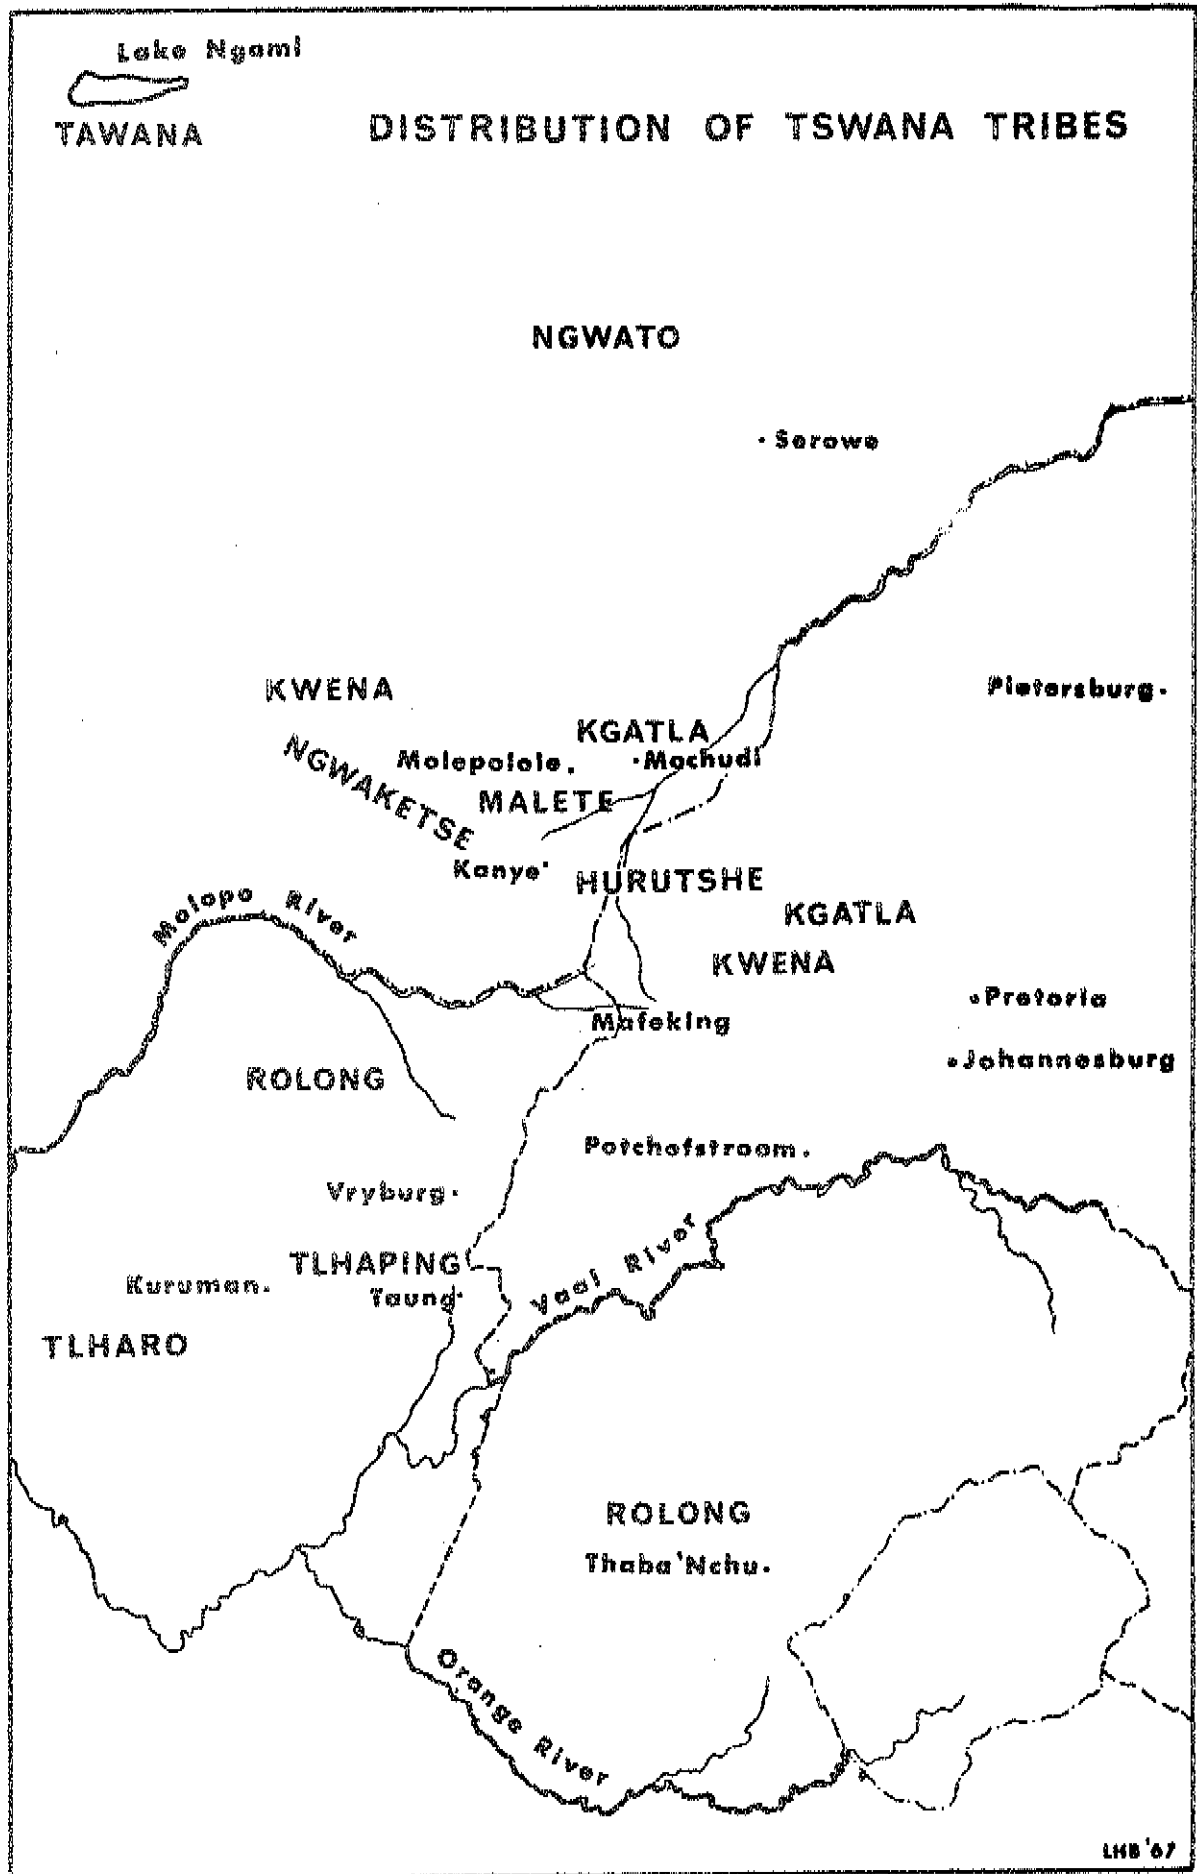 Lake Ngami
TAWANA
DISTRIBUTION OF TSWANA TRIBES
NGWATO
Serowe
KWENA
Pietersburg
KGATLA
NGWAKETSE
Molepolole
Mochudi
MALETE
Kanye
HURUTSHE
Molopo River
KGATLA
KWENA
Pretoria
Mafeking
Johannesburg
ROLONG
Potchefstroom
Vryburg
TLHAPING
Vaal River
Kuruman
Taung
TLHARO
ROLONG
Thaba 'Nchu
Orange River
LHB '67